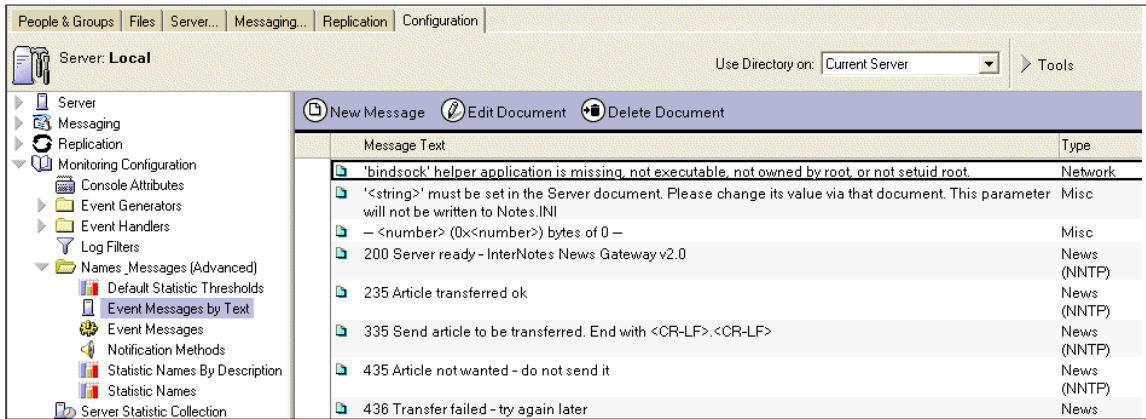 People & Groups Files Server... Messaging... Replication Configuration
Server: Local
Use Directory on: Current Server
Tools
Server
Messaging
Replication
Monitoring Configuration
Console Attributes
Event Generators
Event Handlers
Log Filters
Names_Messages (Advanced)
Default Statistic Thresholds
Event Messages by Text
Event Messages
Notification Methods
Statistic Names By Description
Statistic Names
Server Statistic Collection
New Message Edit Document Delete Document
Message Text Type
'bindsock' helper application is missing, not executable, not owned by root, or not setuid root. Network
'<string>' must be set in the Server document. Please change its value via that document. This parameter Misc
will not be written to Notes.INI
-- <number> (0x<number>) bytes of 0 -- Misc
200 Server ready - InterNotes News Gateway v2.0 News
(NNTP)
235 Article transferred ok News
(NNTP)
335 Send article to be transferred. End with <CR-LF>.<CR-LF> News
(NNTP)
435 Article not wanted - do not send it News
(NNTP)
436 Transfer failed - try again later News